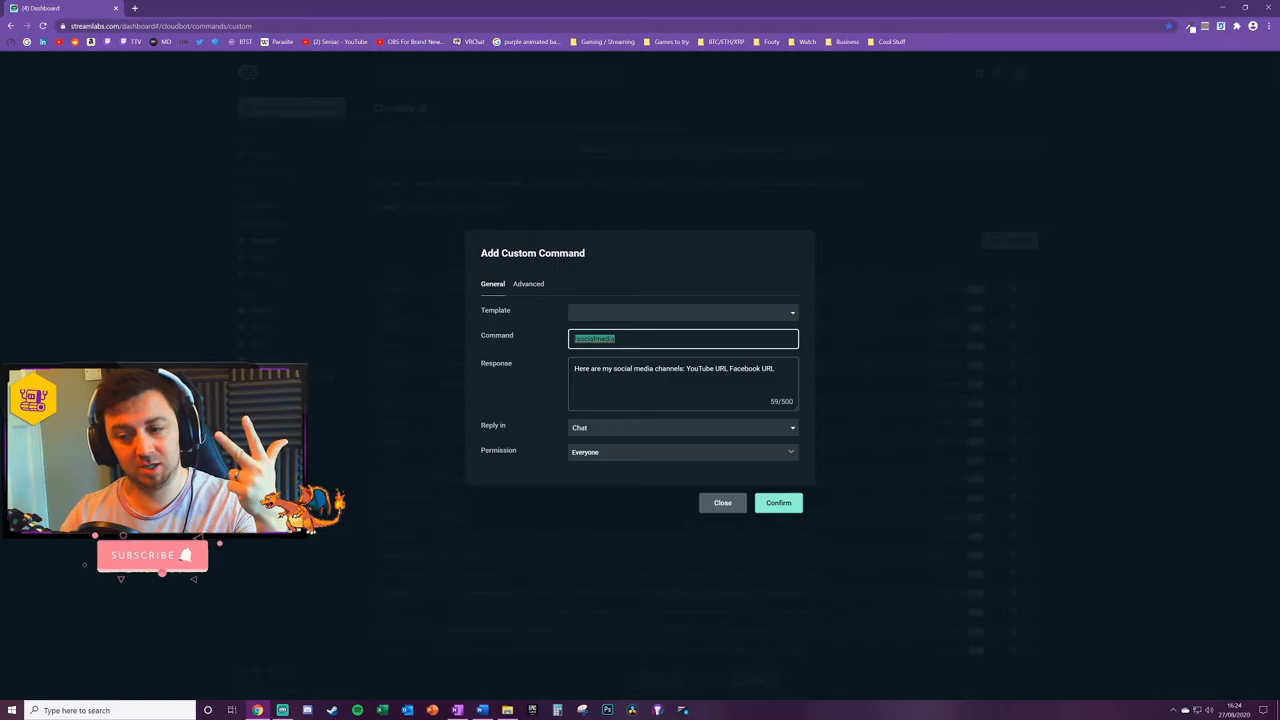 (4) Dashboard
streamlabs.com/dashboard#/cloudbot/commands/custom
TTV
MD
BTST
Parasite
(2) Seniac - YouTube
OBS For Brand New...
VRChat
purple animated ba...
Gaming / Streaming
Games to try
BTC/ETH/XRP
Footy
Watch
Business
Cool Stuff
Add Custom Command
General
Advanced
Template
Command
!socialmedia
Response
Here are my social media channels: YouTube URL Facebook URL
59/500
Reply in
Chat
Permission
Everyone
Close
Confirm
SUBSCRIBE
Type here to search
16:24
27/08/2020